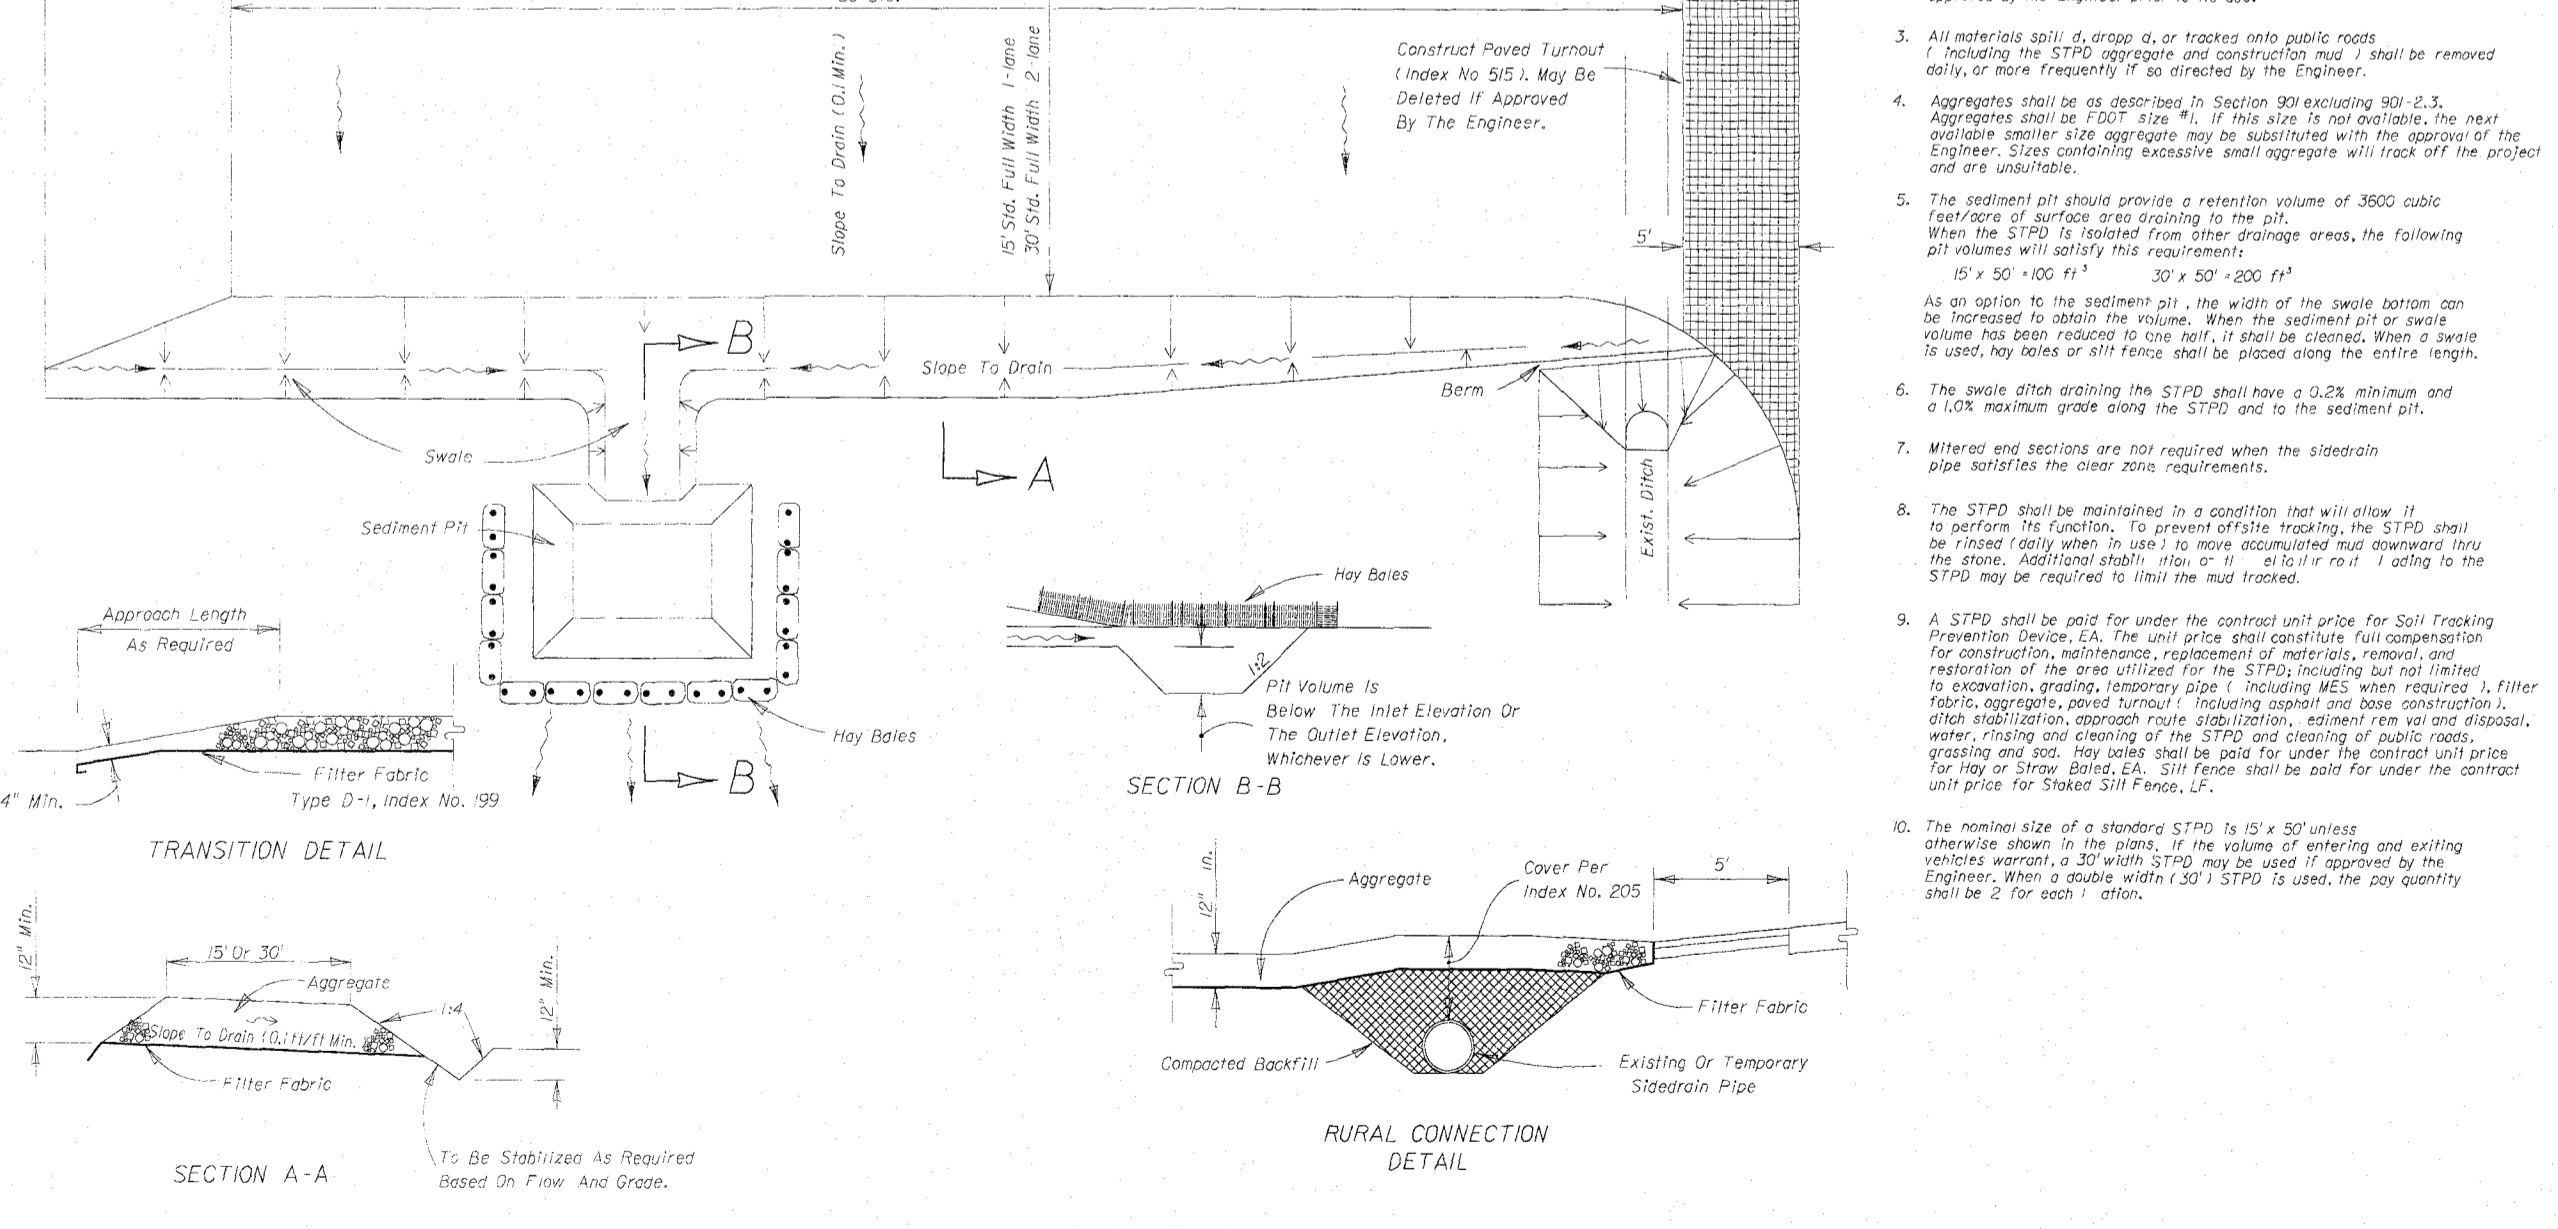 Slope To Drain (0.1 Min.)
15' Std. Full Width 1-lane
30' Std. Full Width 2-lane
Construct Paved Turnout
(Index No 515). May Be
Deleted If Approved
By The Engineer.
5'
B
Slope To Drain
Berm
Swale
A
Exist. Ditch
Sediment Pit
Hay Bales
Approach Length
As Required
1:2
Pit Volume Is
Below The Inlet Elevation Or
The Outlet Elevation,
Whichever Is Lower.
Hay Bales
Filter Fabric
Type D-1, Index No. 199
4" Min.
B
SECTION B-B
TRANSITION DETAIL
12" Min.
15' Or 30'
Aggregate
1:4
12" Min.
Slope To Drain (0.1 ft/ft Min.
Filter Fabric
To Be Stabilized As Required
Based On Flow And Grade.
SECTION A-A
12" in.
Aggregate
Cover Per
Index No. 205
5'
Filter Fabric
Compacted Backfill
Existing Or Temporary
Sidedrain Pipe
RURAL CONNECTION
DETAIL
3. All materials spill d, dropp d, or tracked onto public roads
( including the STPD aggregate and construction mud ) shall be removed
daily, or more frequently if so directed by the Engineer.
4. Aggregates shall be as described in Section 901 excluding 901-2.3.
Aggregates shall be FDOT size #1. If this size is not available, the next
available smaller size aggregate may be substituted with the approval of the
Engineer. Sizes containing excessive small aggregate will track off the project
and are unsuitable.
5. The sediment pit should provide a retention volume of 3600 cubic
feet/acre of surface area draining to the pit.
When the STPD is isolated from other drainage areas, the following
pit volumes will satisfy this requirement:
15' x 50' = 100 ft³ 30' x 50' = 200 ft³
As an option to the sediment pit , the width of the swale bottom can
be increased to obtain the volume. When the sediment pit or swale
volume has been reduced to one half, it shall be cleaned. When a swale
is used, hay bales or silt fence shall be placed along the entire length.
6. The swale ditch draining the STPD shall have a 0.2% minimum and
a 1.0% maximum grade along the STPD and to the sediment pit.
7. Mitered end sections are not required when the sidedrain
pipe satisfies the clear zone requirements.
8. The STPD shall be maintained in a condition that will allow it
to perform its function. To prevent offsite tracking, the STPD shall
be rinsed (daily when in use) to move accumulated mud downward thru
the stone. Additional to the
STPD may be required to limit the mud tracked.
9. A STPD shall be paid for under the contract unit price for Soil Tracking
Prevention Device, EA. The unit price shall constitute full compensation
for construction, maintenance, replacement of materials, removal, and
restoration of the area utilized for the STPD; including but not limited
to excavation, grading, temporary pipe ( including MES when required ), filter
fabric, aggregate, paved turnout ( including asphalt and base construction ),
ditch stabilization, approach route stabilization, ediment rem val and disposal,
water, rinsing and cleaning of the STPD and cleaning of public roads,
grassing and sod. Hay bales shall be paid for under the contract unit price
for Hay or Straw Baled, EA. Silt fence shall be paid for under the contract
unit price for Staked Silt Fence, LF.
10. The nominal size of a standard STPD is 15' x 50' unless
otherwise shown in the plans. If the volume of entering and exiting
vehicles warrant, a 30' width STPD may be used if approved by the
Engineer. When a double width (30') STPD is used, the pay quantity
shall be 2 for each l ation.